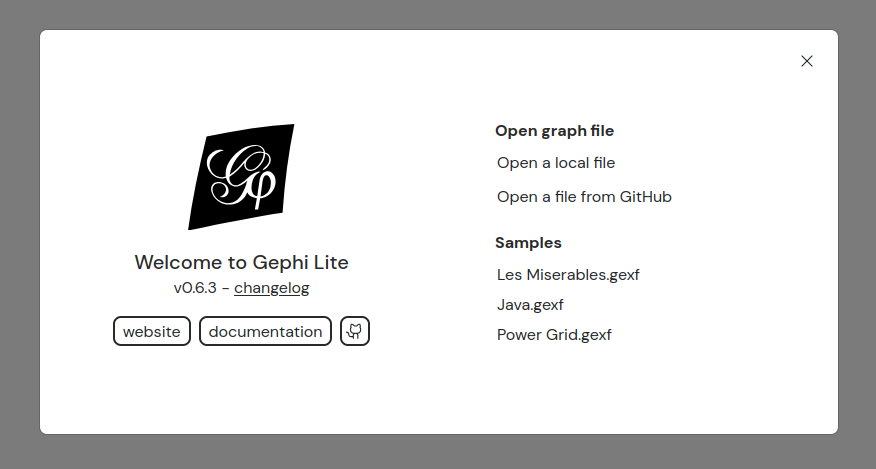 Gφ
Welcome to Gephi Lite
v0.6.3 - changelog
website
documentation
Open graph file
Open a local file
Open a file from GitHub
Samples
Les Miserables.gexf
Java.gexf
Power Grid.gexf